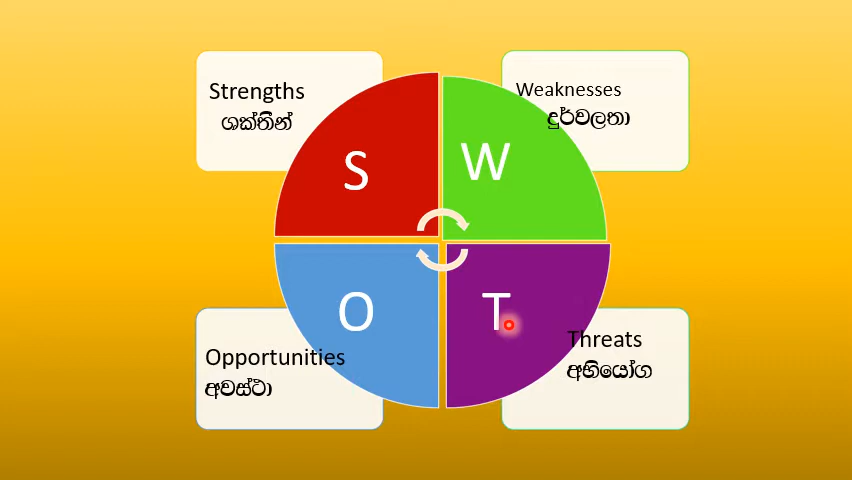 Strengths
ශක්තීන්
Weaknesses
දුර්වලතා
S
W
O
T
Opportunities
අවස්ථා
Threats
අභියෝග